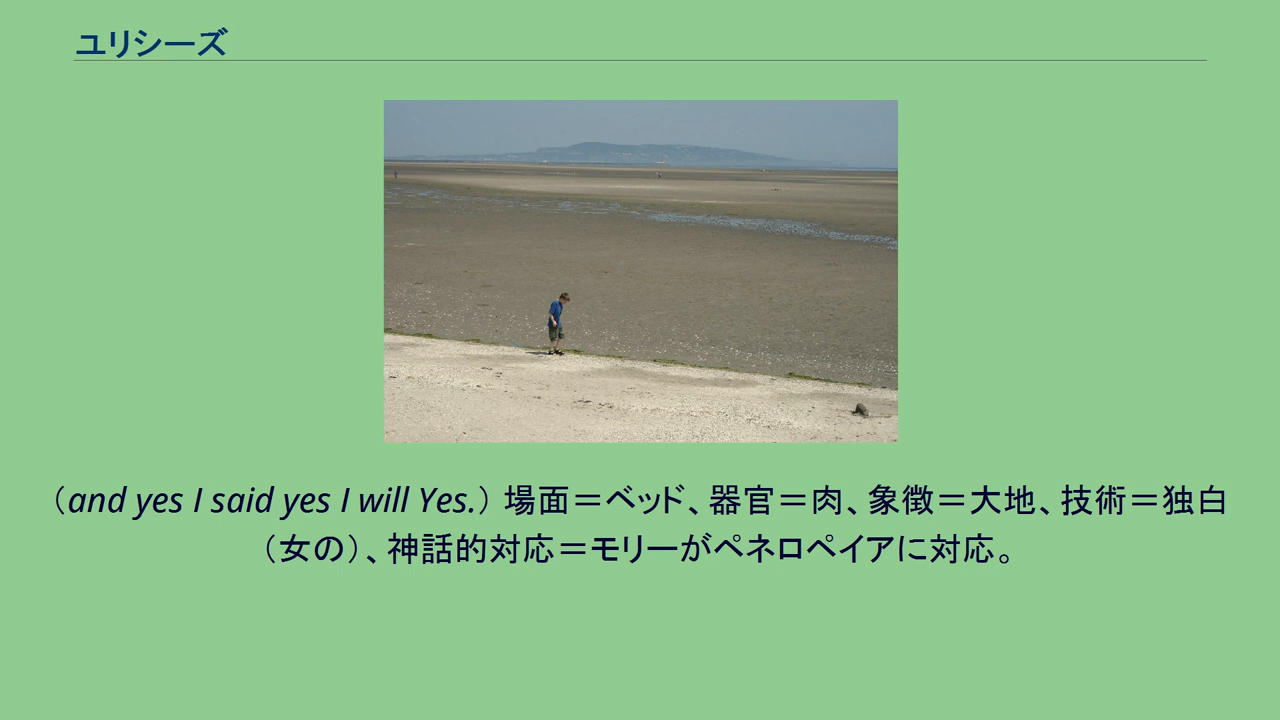 ユリシーズ
（and yes I said yes I will Yes.）場面＝ベッド、器官＝肉、象徴＝大地、技術＝独白
（女の）、神話的対応＝モリーがペネロペイアに対応。